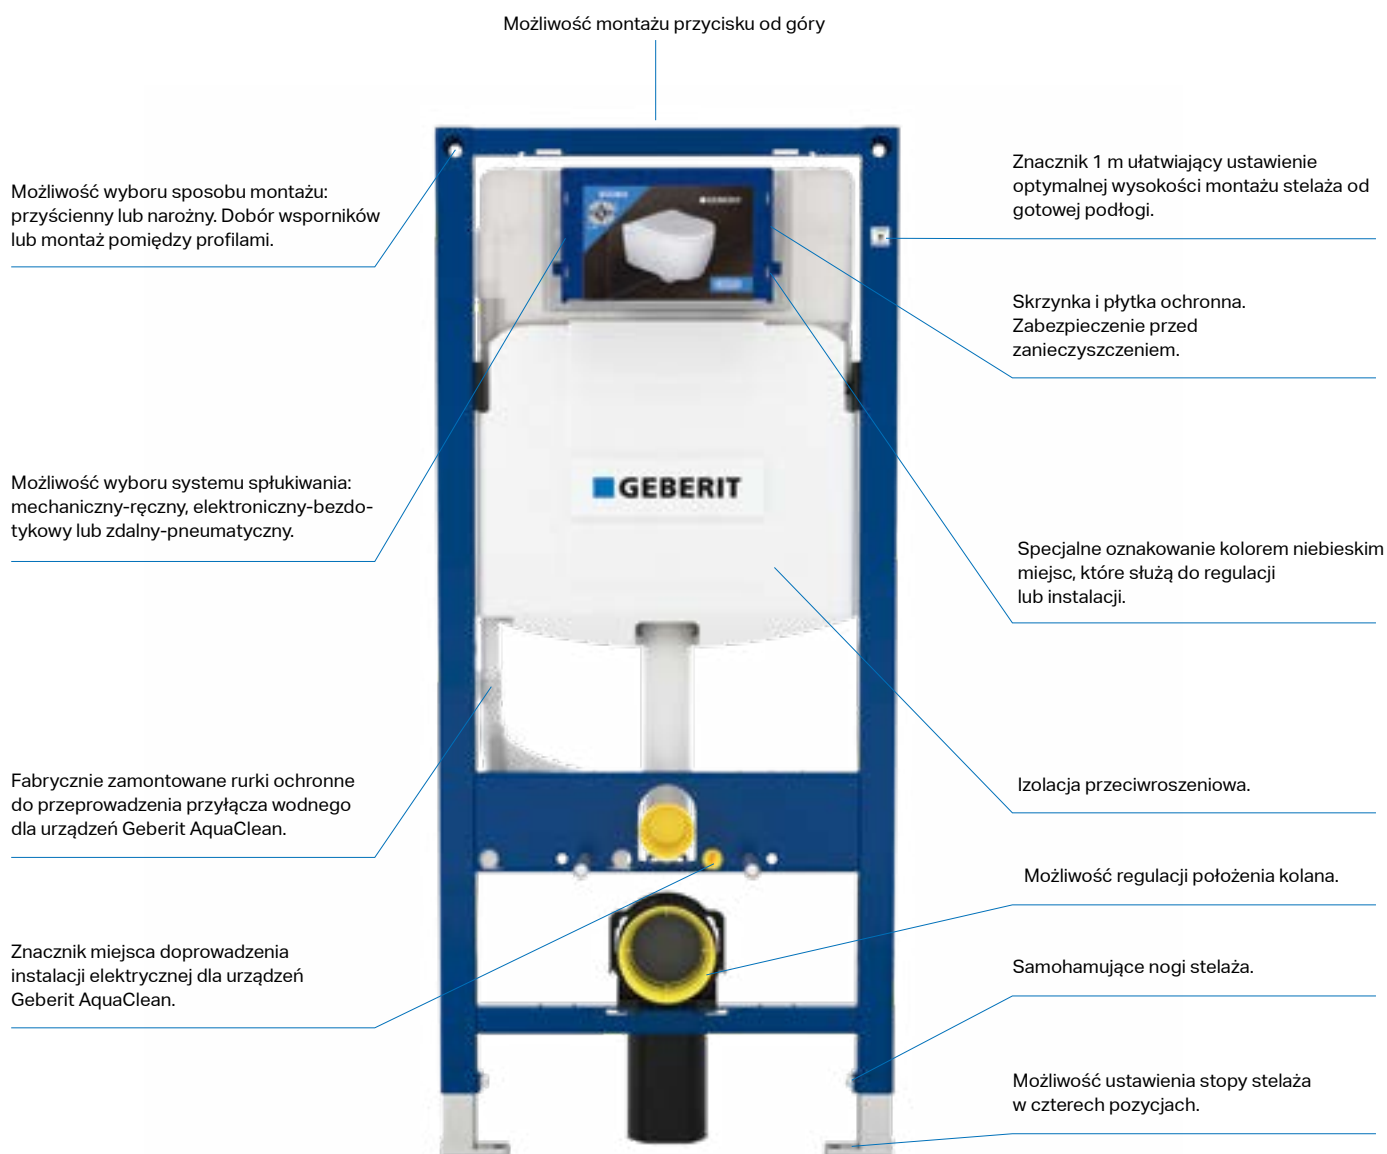 Możliwość montażu przycisku od góry
Możliwość wyboru sposobu montażu:
przyścienny lub narożny. Dobór wsporników
lub montaż pomiędzy profilami.
Możliwość wyboru systemu spłukiwania:
mechaniczny-ręczny, elektroniczny-bezdo-
tykowy lub zdalny-pneumatyczny.
Fabrycznie zamontowane rurki ochronne
do przeprowadzenia przyłącza wodnego
dla urządzeń Geberit AquaClean.
Znacznik miejsca doprowadzenia
instalacji elektrycznej dla urządzeń
Geberit AquaClean.
GEBERIT
GEBERIT
Znacznik 1 m ułatwiający ustawienie
optymalnej wysokości montażu stelaża od
gotowej podłogi.
Skrzynka i płytka ochronna.
Zabezpieczenie przed
zanieczyszczeniem.
Specjalne oznakowanie kolorem niebieskim
miejsc, które służą do regulacji
lub instalacji.
Izolacja przeciwroszeniowa.
Możliwość regulacji położenia kolana.
Samohamujące nogi stelaża.
Możliwość ustawienia stopy stelaża
w czterech pozycjach.